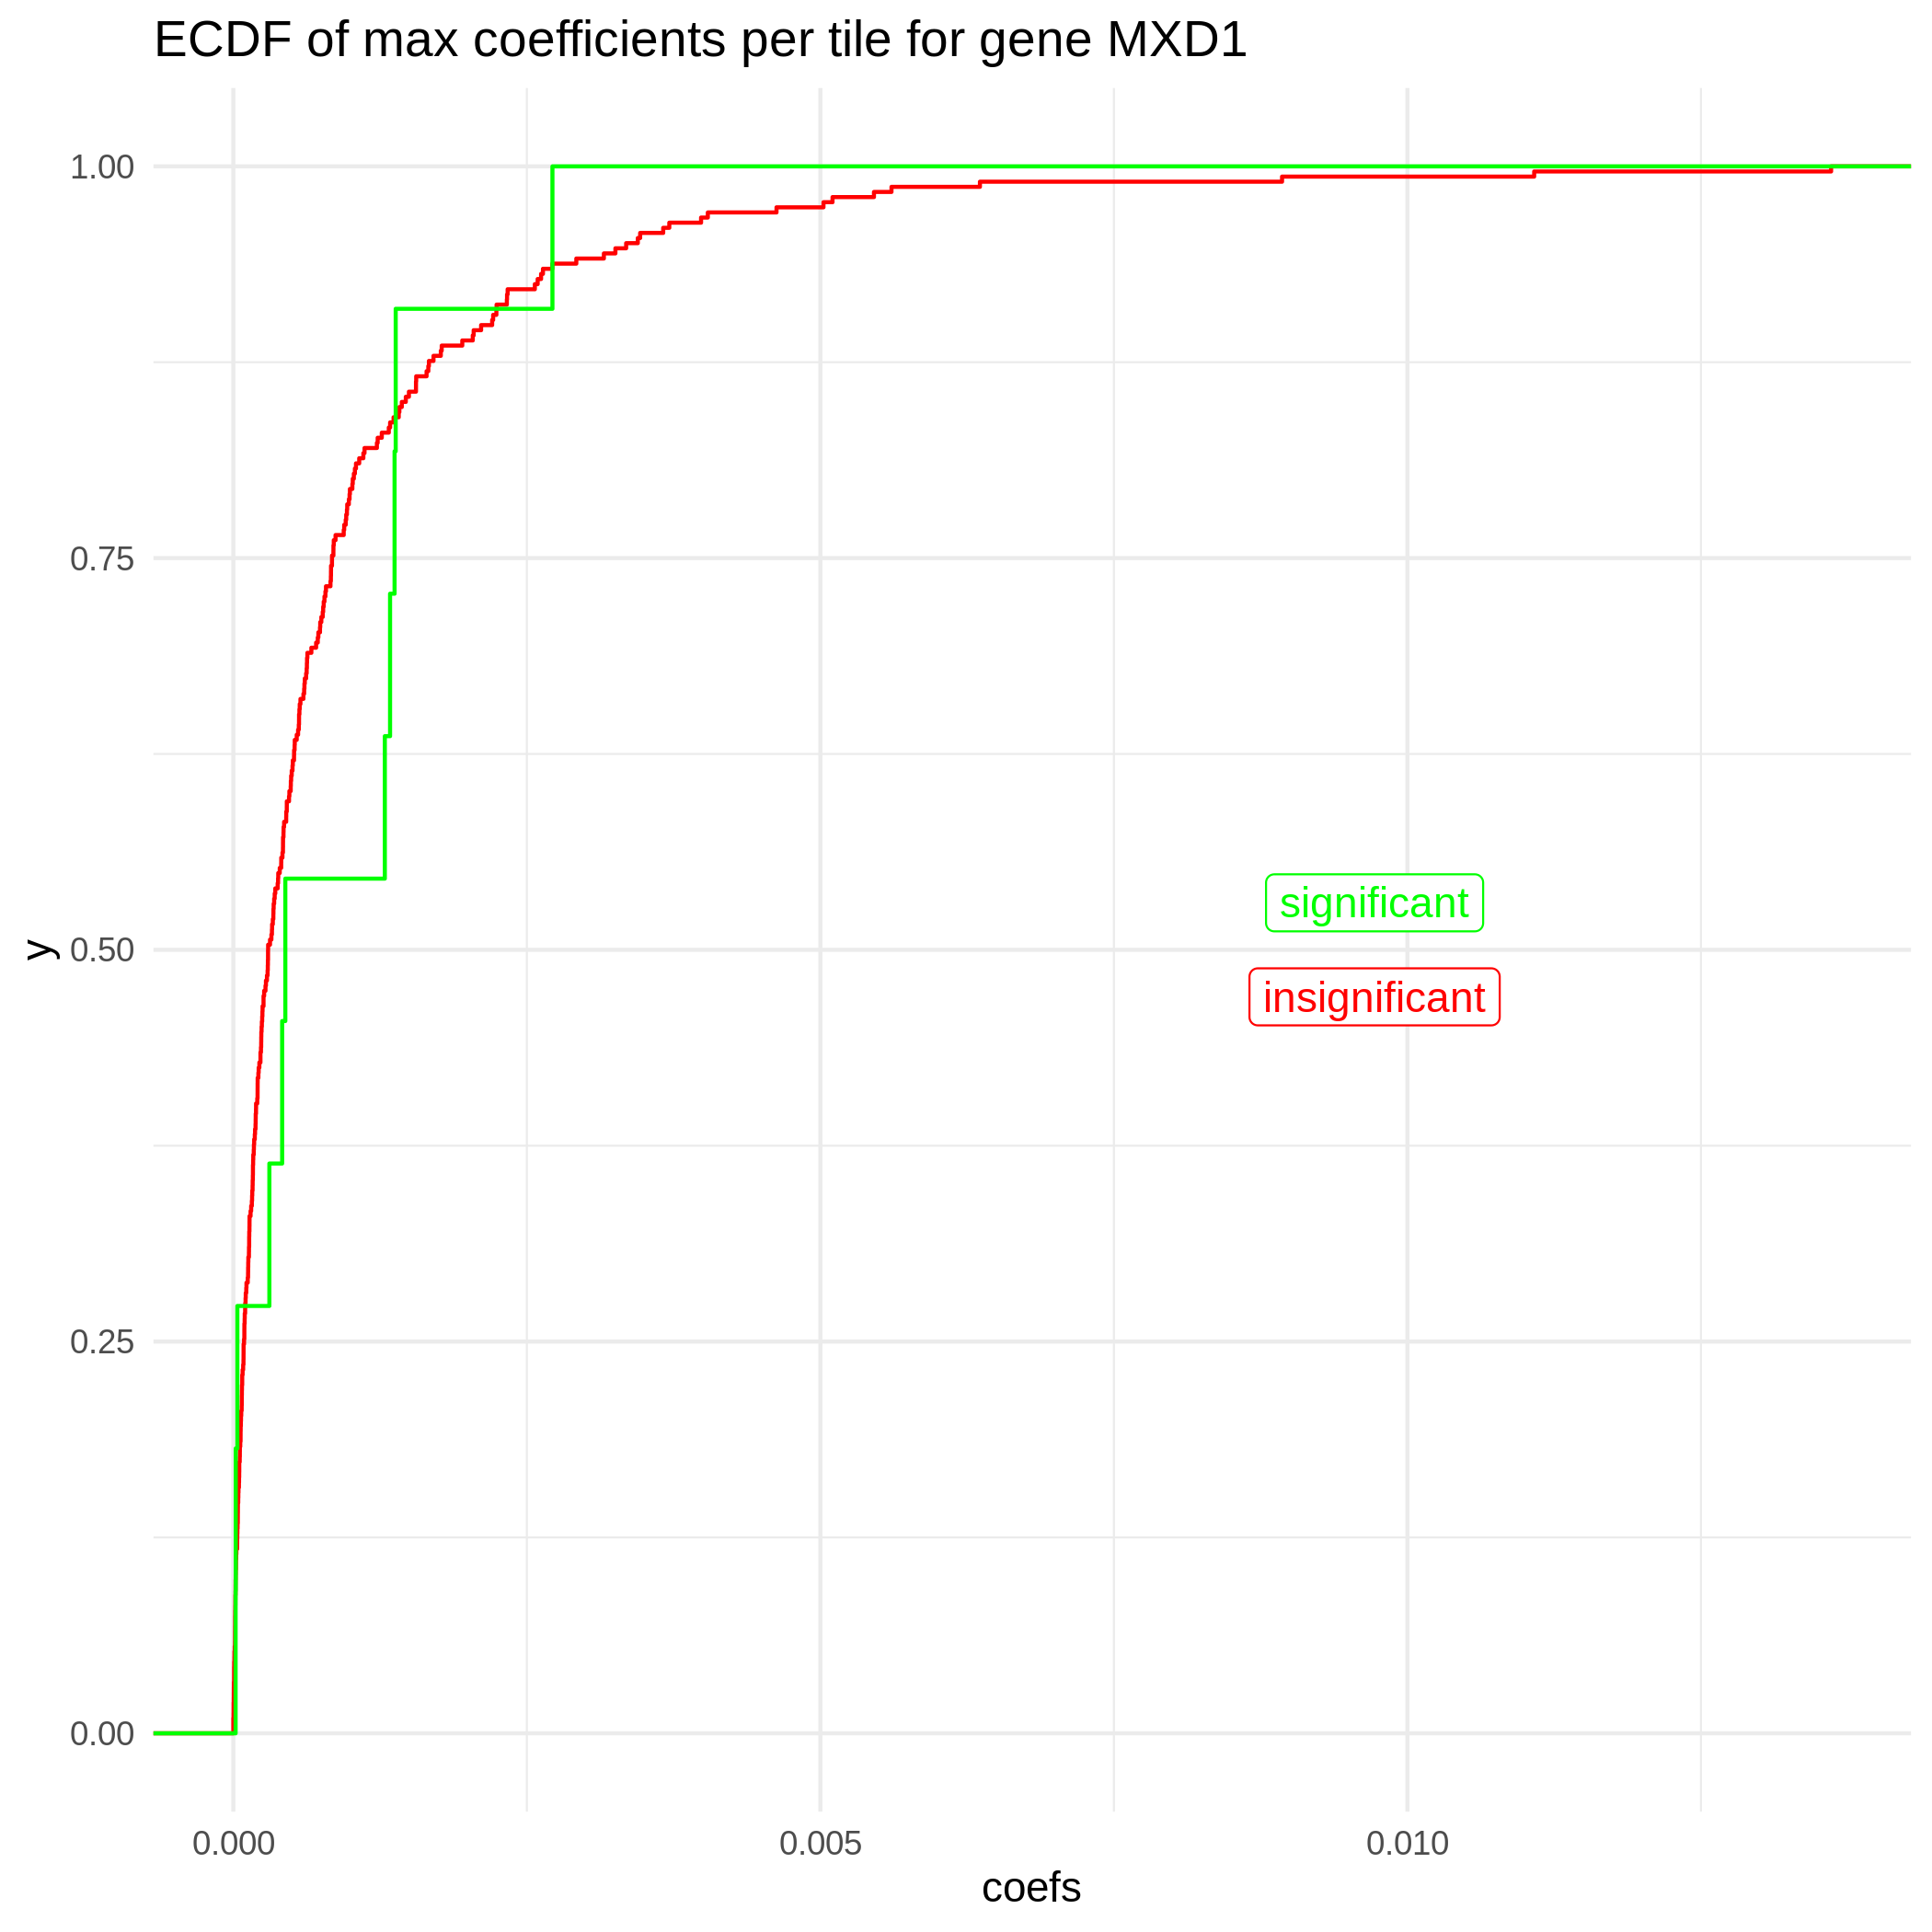 ECDF of max coefficients per tile for gene MXD1
1.00
0.75
0.50
0.25
0.00
y
significant
insignificant
0.000
0.005
0.010
coefs